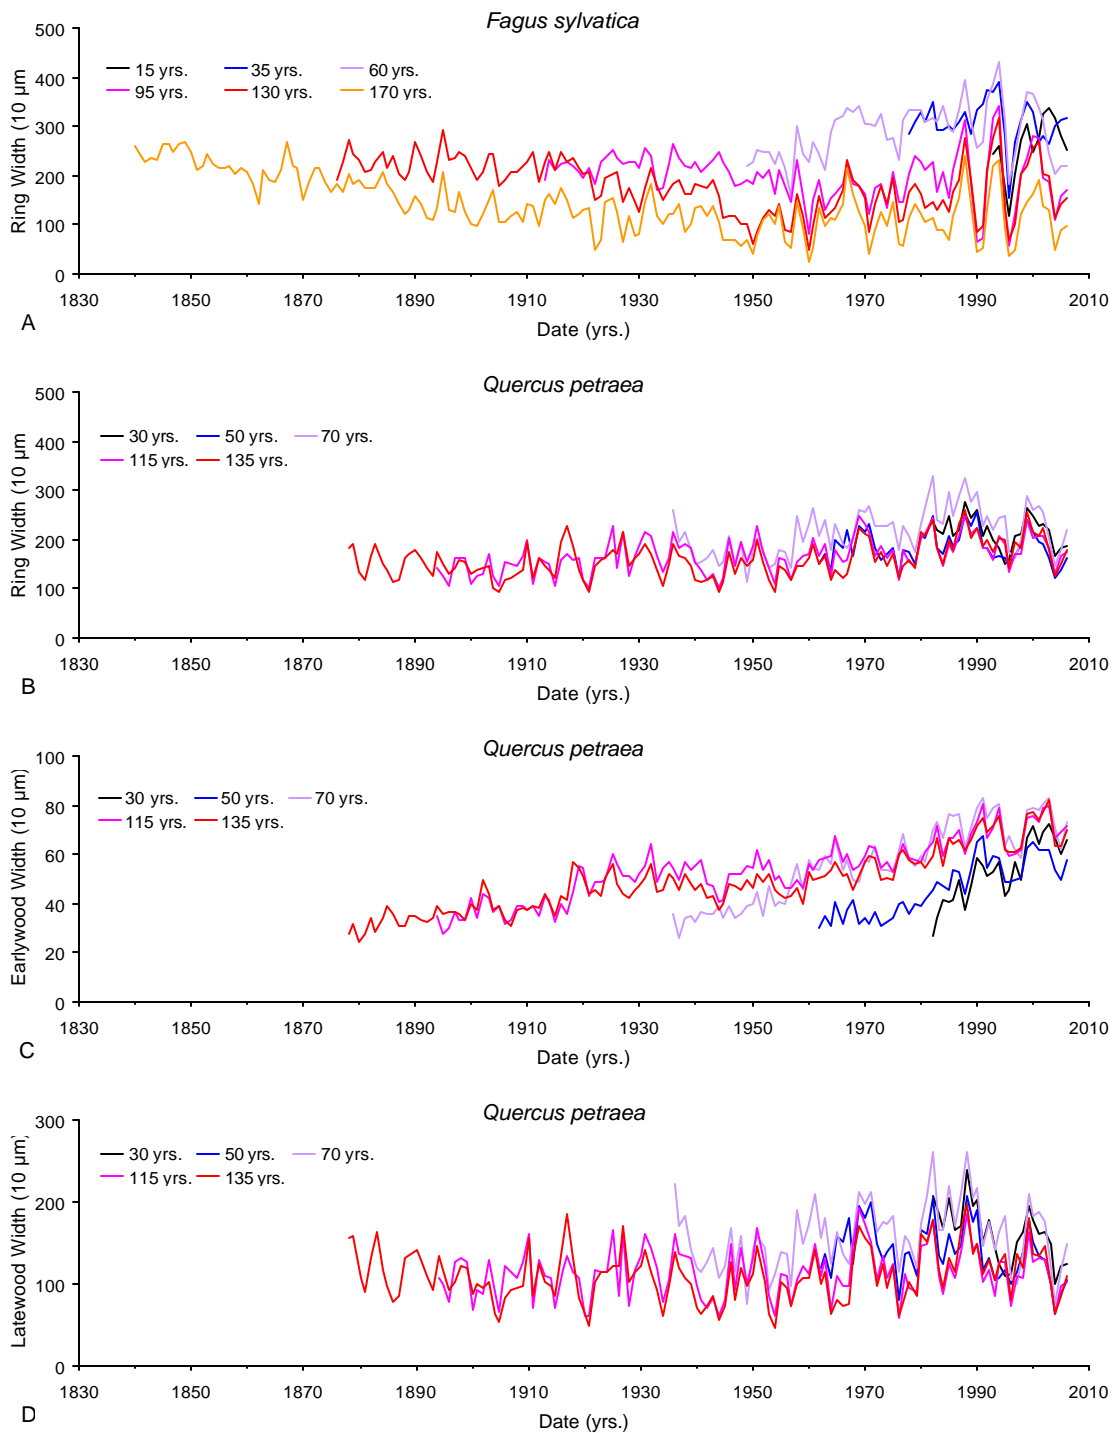 Fagus sylvatica
500
400
300
200
100
0
Ring Width (10 µm
15 yrs. 35 yrs. 60 yrs.
95 yrs. 130 yrs. 170 yrs.
1830 1850 1870 1890 1910 1930 1950 1970 1990 2010
A
Date (yrs.)
Quercus petraea
500
400
300
200
100
0
Ring Width (10 µm
30 yrs. 50 yrs. 70 yrs.
115 yrs. 135 yrs.
1830 1850 1870 1890 1910 1930 1950 1970 1990 2010
B
Date (yrs.)
Quercus petraea
100
80
60
40
20
0
Earlywood Width (10 µm)
30 yrs. 50 yrs. 70 yrs.
115 yrs. 135 yrs.
1830 1850 1870 1890 1910 1930 1950 1970 1990 2010
C
Date (yrs.)
Quercus petraea
300
200
100
0
Latewood Width (10 µm)
30 yrs. 50 yrs. 70 yrs.
115 yrs. 135 yrs.
1830 1850 1870 1890 1910 1930 1950 1970 1990 2010
D
Date (yrs.)